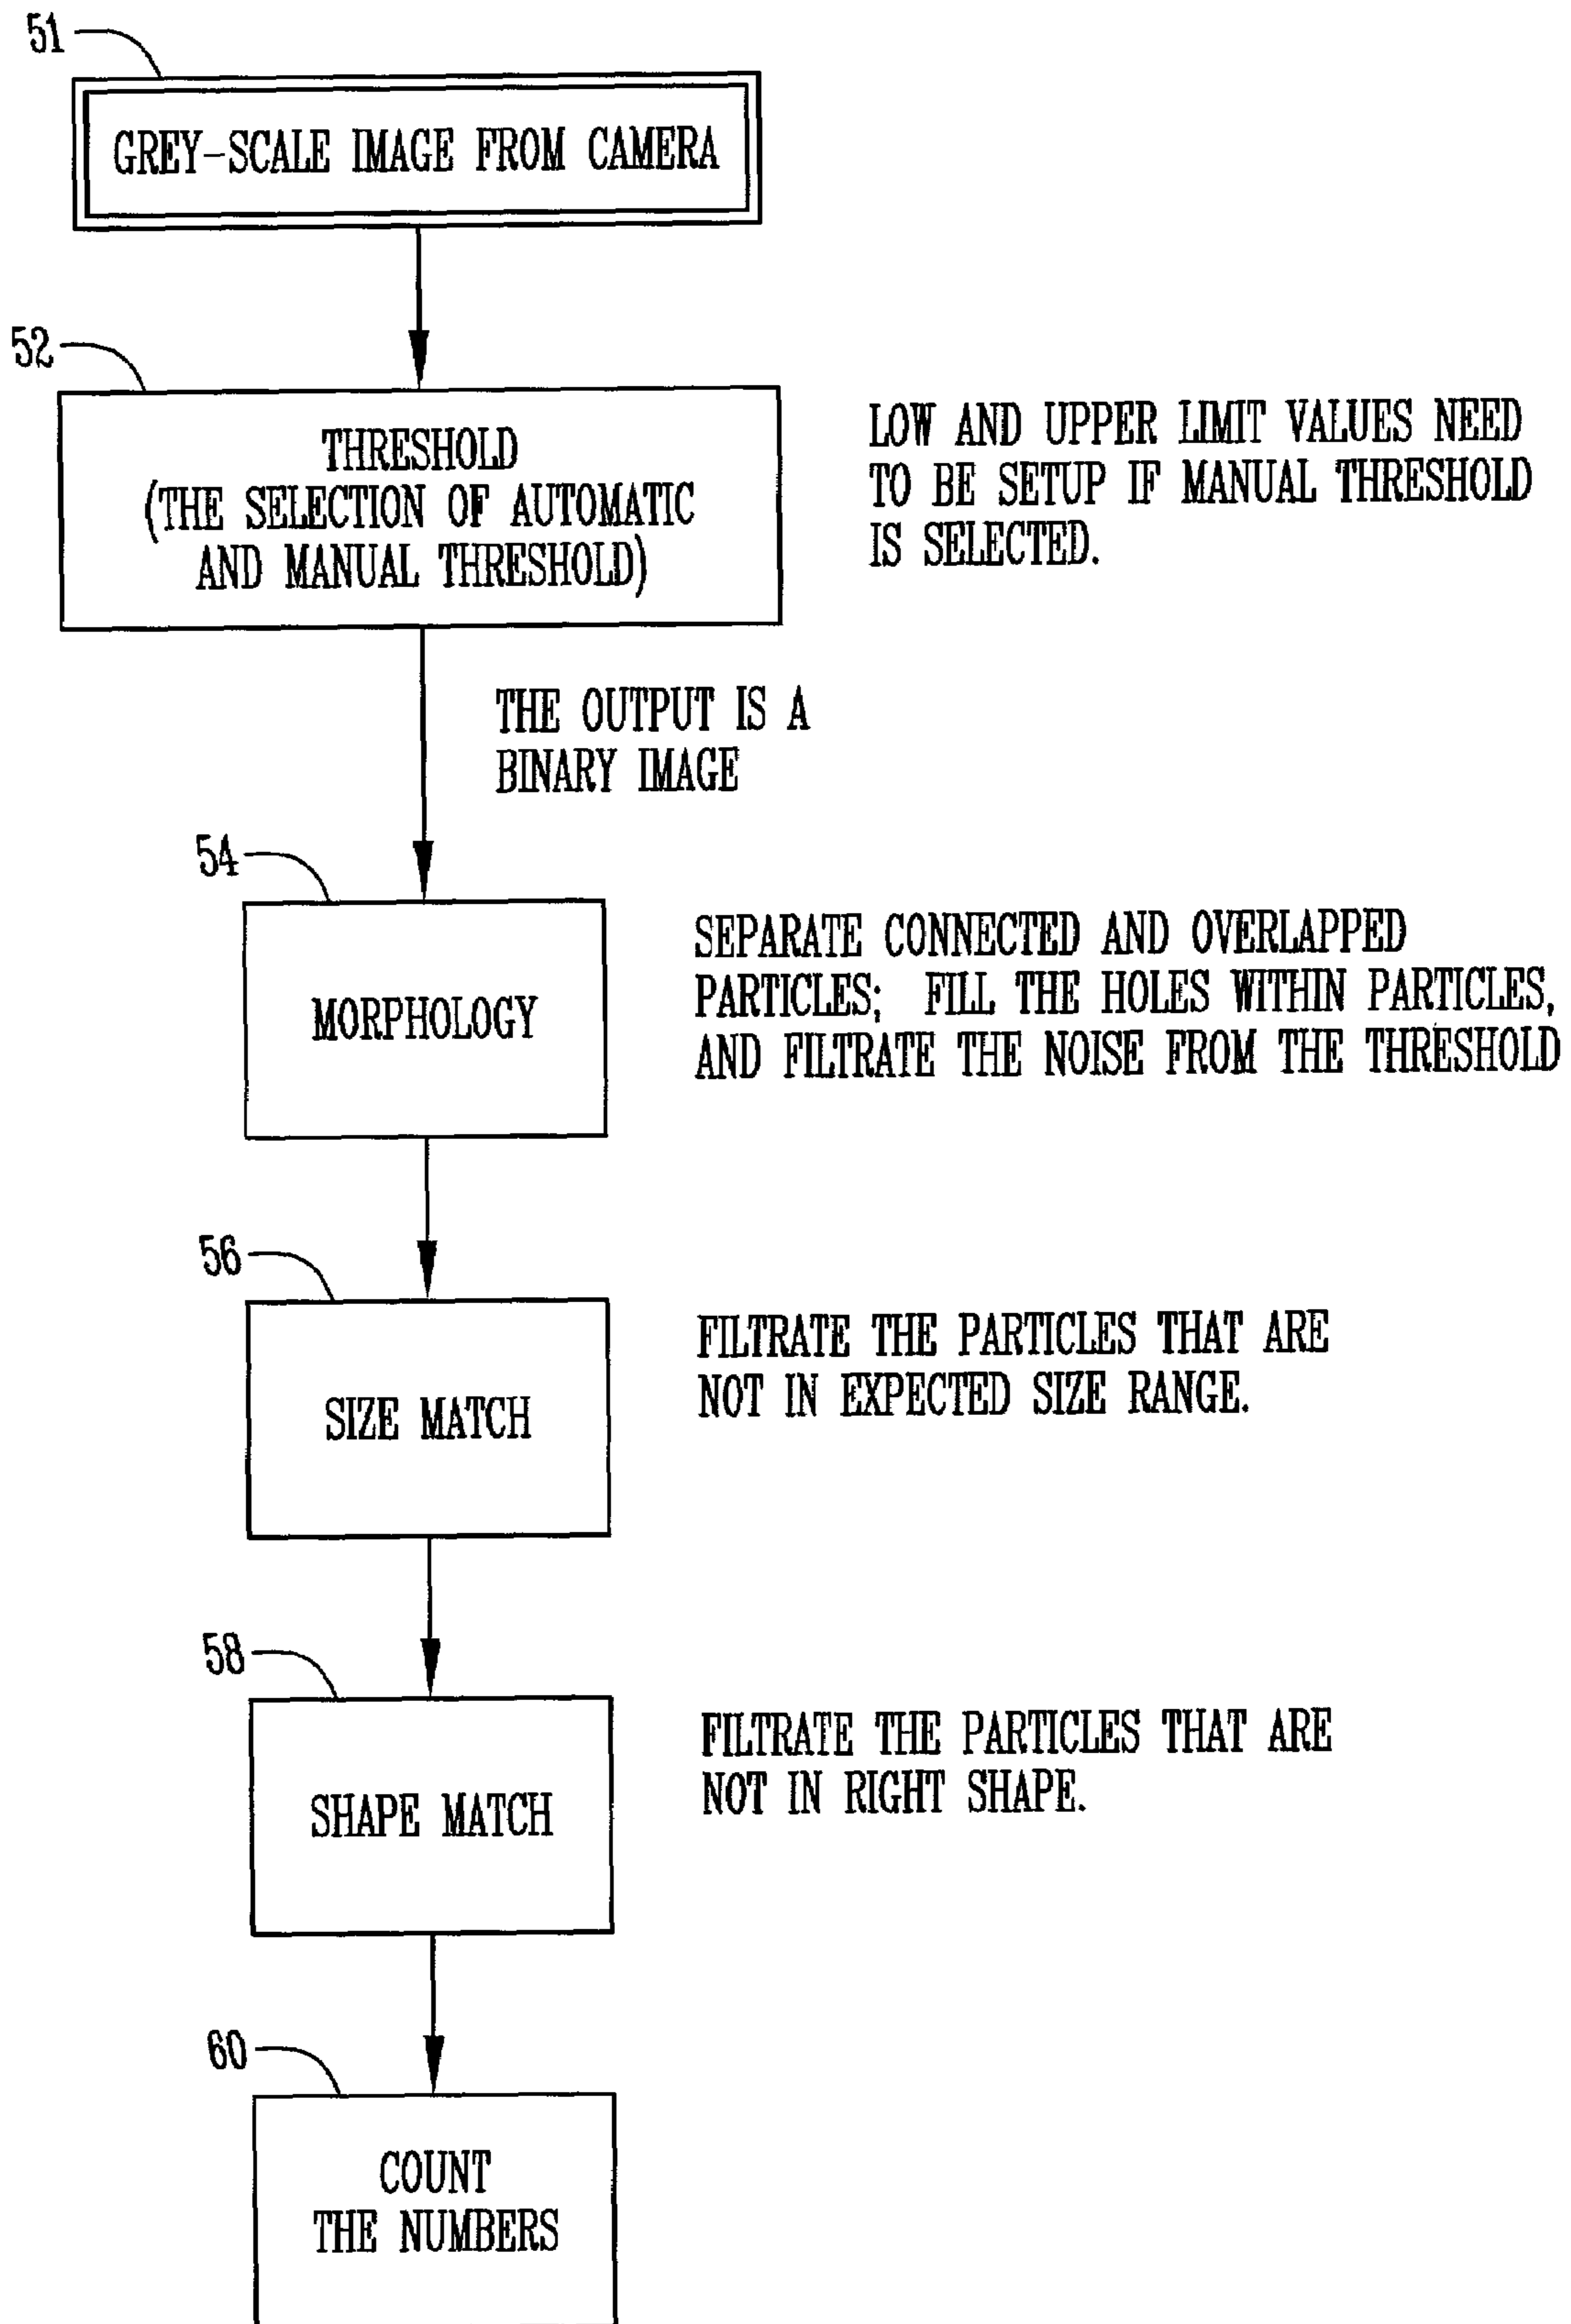 51
GREY-SCALE IMAGE FROM CAMERA
52
THRESHOLD
(THE SELECTION OF AUTOMATIC
AND MANUAL THRESHOLD)
LOW AND UPPER LIMIT VALUES NEED
TO BE SETUP IF MANUAL THRESHOLD
IS SELECTED.
THE OUTPUT IS A
BINARY IMAGE
54
MORPHOLOGY
SEPARATE CONNECTED AND OVERLAPPED
PARTICLES; FILL THE HOLES WITHIN PARTICLES,
AND FILTRATE THE NOISE FROM THE THRESHOLD
56
SIZE MATCH
FILTRATE THE PARTICLES THAT ARE
NOT IN EXPECTED SIZE RANGE.
58
SHAPE MATCH
FILTRATE THE PARTICLES THAT ARE
NOT IN RIGHT SHAPE.
60
COUNT
THE NUMBERS